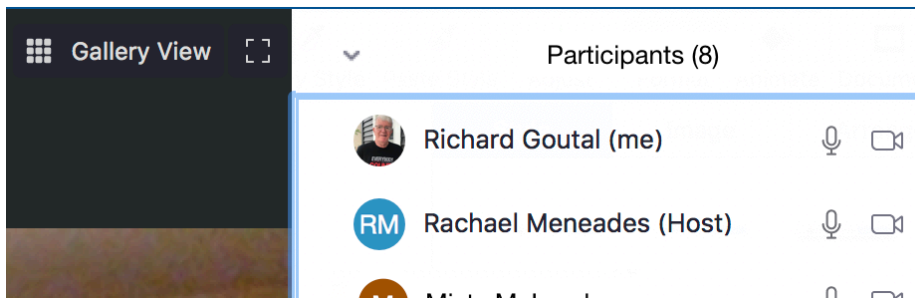 Gallery View
Participants (8)
Richard Goutal (me)
RM
Rachael Meneades (Host)